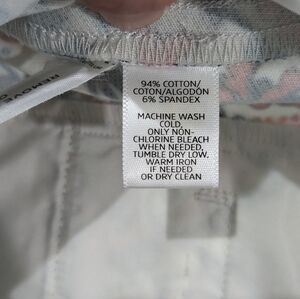 94% COTTON/
COTON/ALGODÓN
6% SPANDEX
MACHINE WASH
COLD,
ONLY NON-
CHLORINE BLEACH
WHEN NEEDED,
TUMBLE DRY LOW.
WARM IRON
IF NEEDED
OR DRY CLEAN
REMOVE